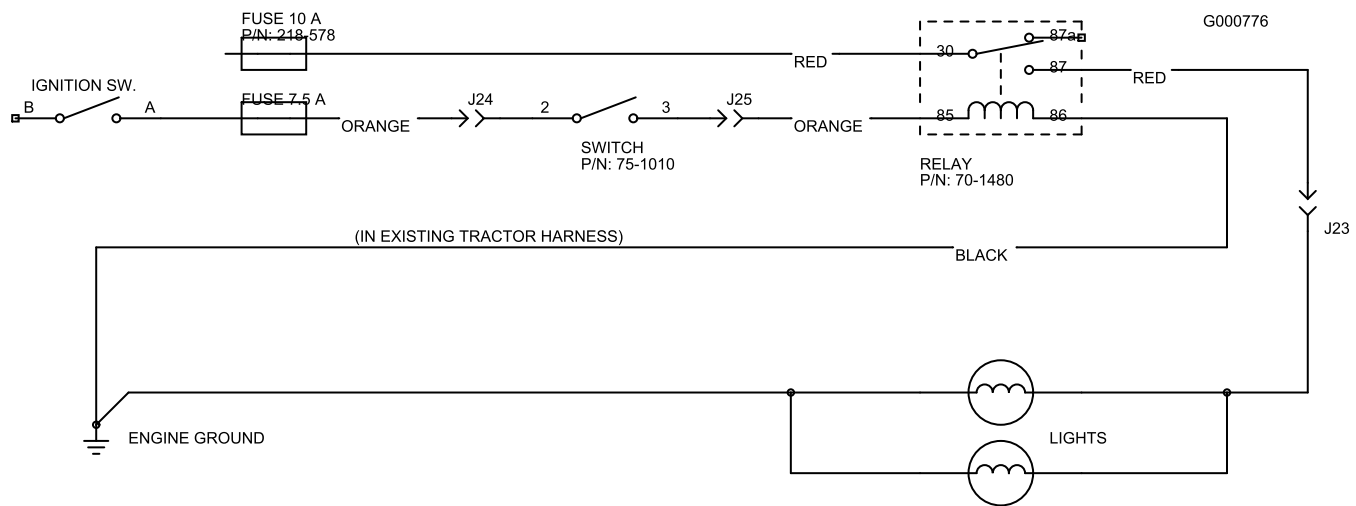 FUSE 10 A
P/N: 218-578
G000776
30
87a
RED
87
RED
IGNITION SW.
B
A
FUSE 7.5 A
ORANGE
J24
2
3
J25
ORANGE
85
86
SWITCH
P/N: 75-1010
RELAY
P/N: 70-1480
J23
(IN EXISTING TRACTOR HARNESS)
BLACK
ENGINE GROUND
LIGHTS